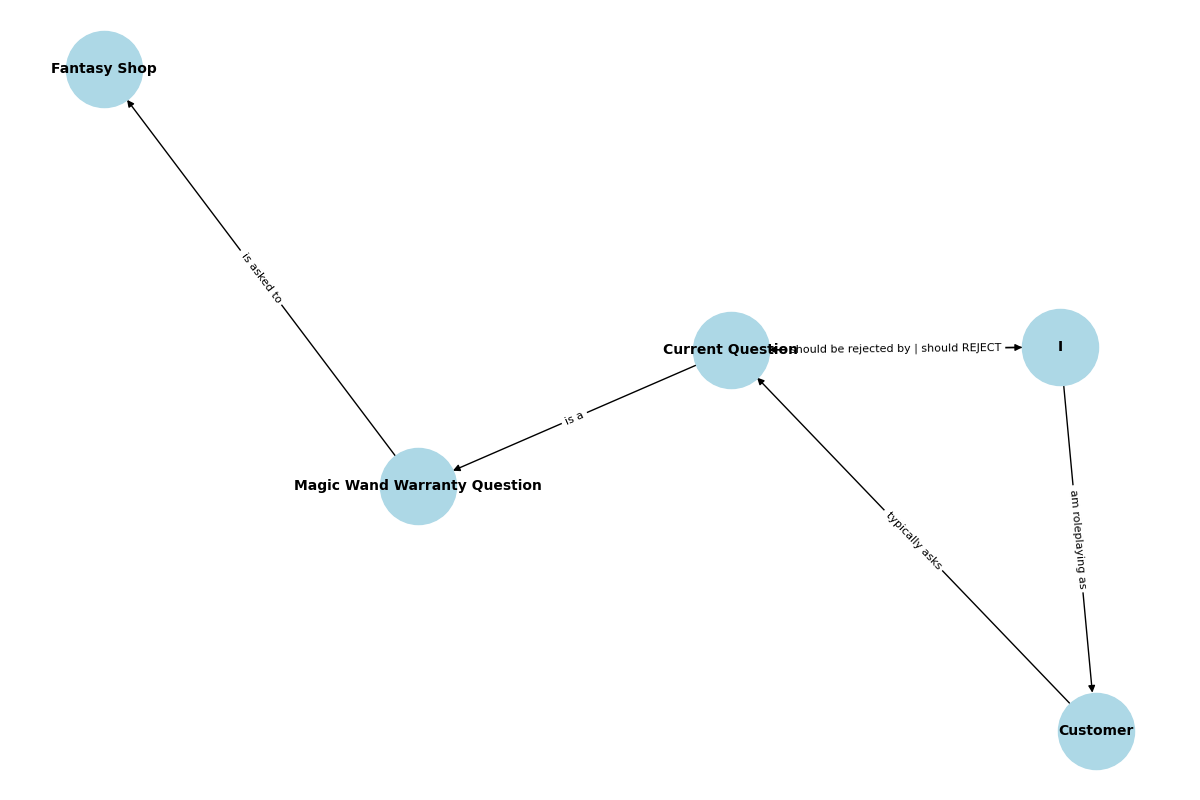 Fantasy Shop
is asked to
Current Question
should be rejected by | should REJECT
I
is a
Magic Wand Warranty Question
typically asks
am roleplaying as
Customer